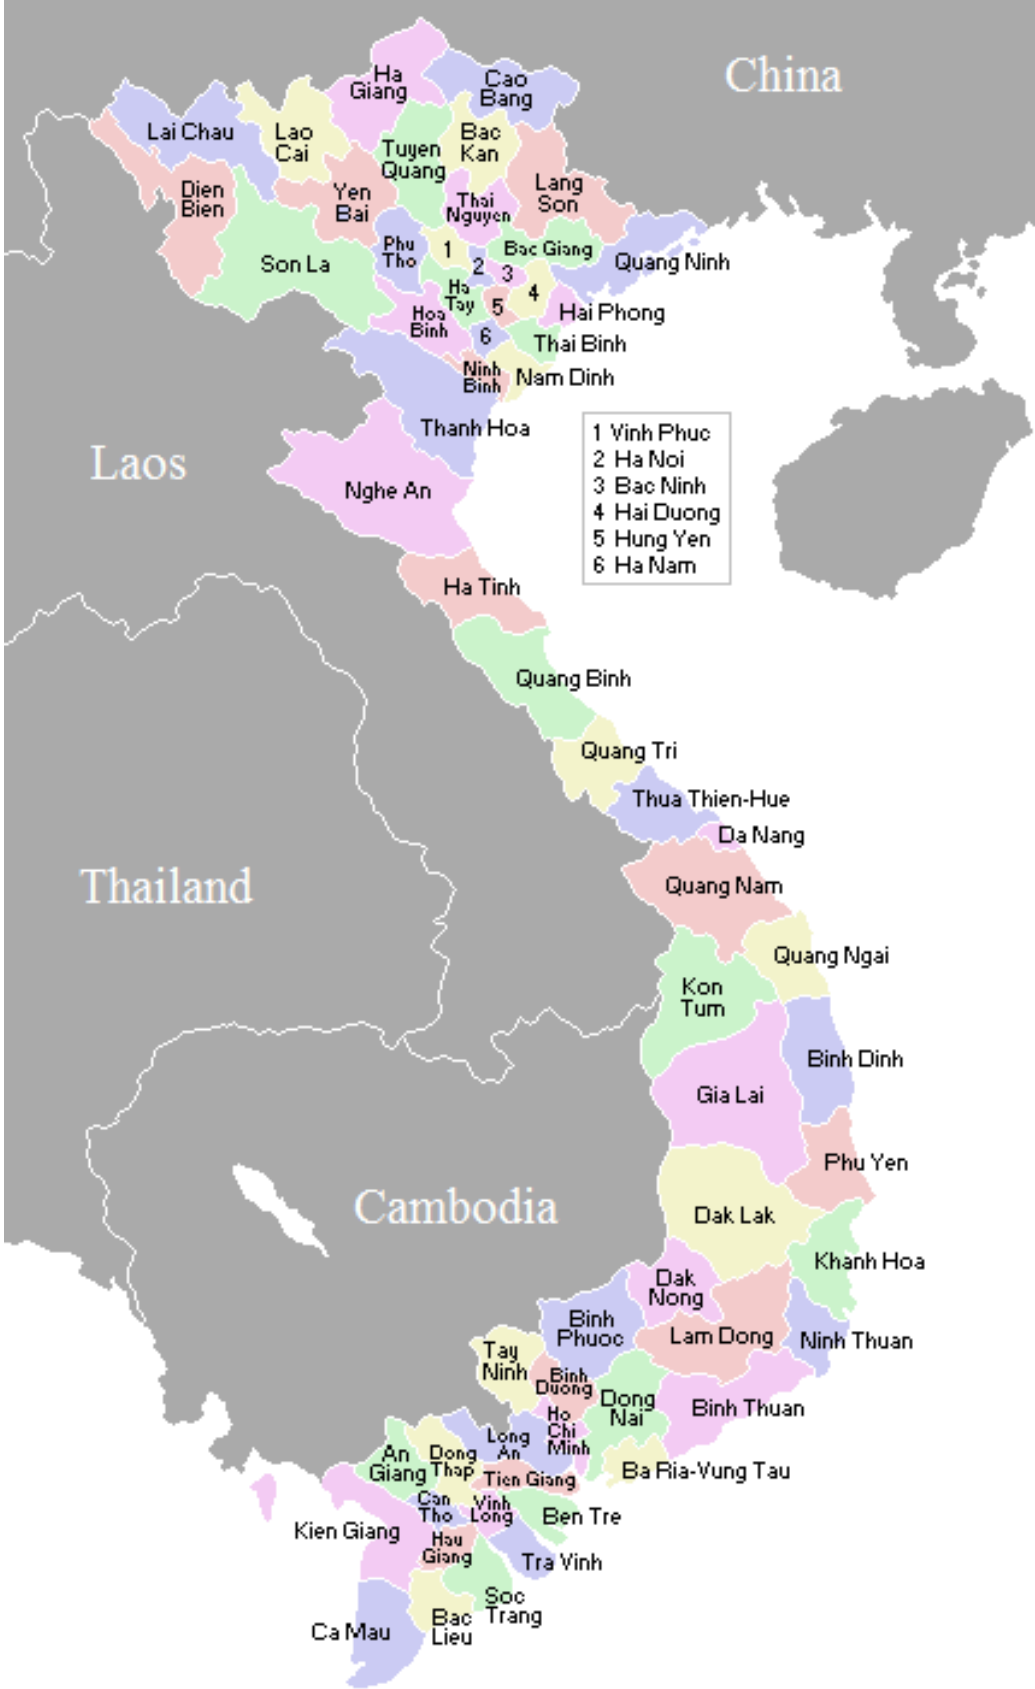 China
Ha
Giang
Cao
Bang
Lai Chau
Lao
Cai
Tuyen
Quang
Bac
Kan
Dien
Bien
Yen
Bai
Thai
Nguyen
Lang
Son
Son La
Phu
Tho
1
2
3
Bac Giang
Quang Ninh
Ha
Tay
5
4
Hai Phong
Hoa
Binh
6
Thai Binh
Ninh
Binh
Nam Dinh
Thanh Hoa
1 Vinh Phuc
2 Ha Noi
3 Bac Ninh
4 Hai Duong
5 Hung Yen
6 Ha Nam
Laos
Nghe An
Ha Tinh
Quang Binh
Quang Tri
Thua Thien-Hue
Da Nang
Thailand
Quang Nam
Quang Ngai
Kon
Tum
Binh Dinh
Gia Lai
Phu Yen
Cambodia
Dak Lak
Khanh Hoa
Dak
Nong
Binh
Phuoc
Lam Dong
Ninh Thuan
Tay
Ninh
Binh
Duong
Dong
Nai
Binh Thuan
Ho
Chi
Minh
Long
An
An
Giang
Dong
Thap
Tien Giang
Ba Ria-Vung Tau
Can
Tho
Vinh
Long
Ben Tre
Kien Giang
Hau
Giang
Tra Vinh
Soc
Trang
Bac
Lieu
Ca Mau